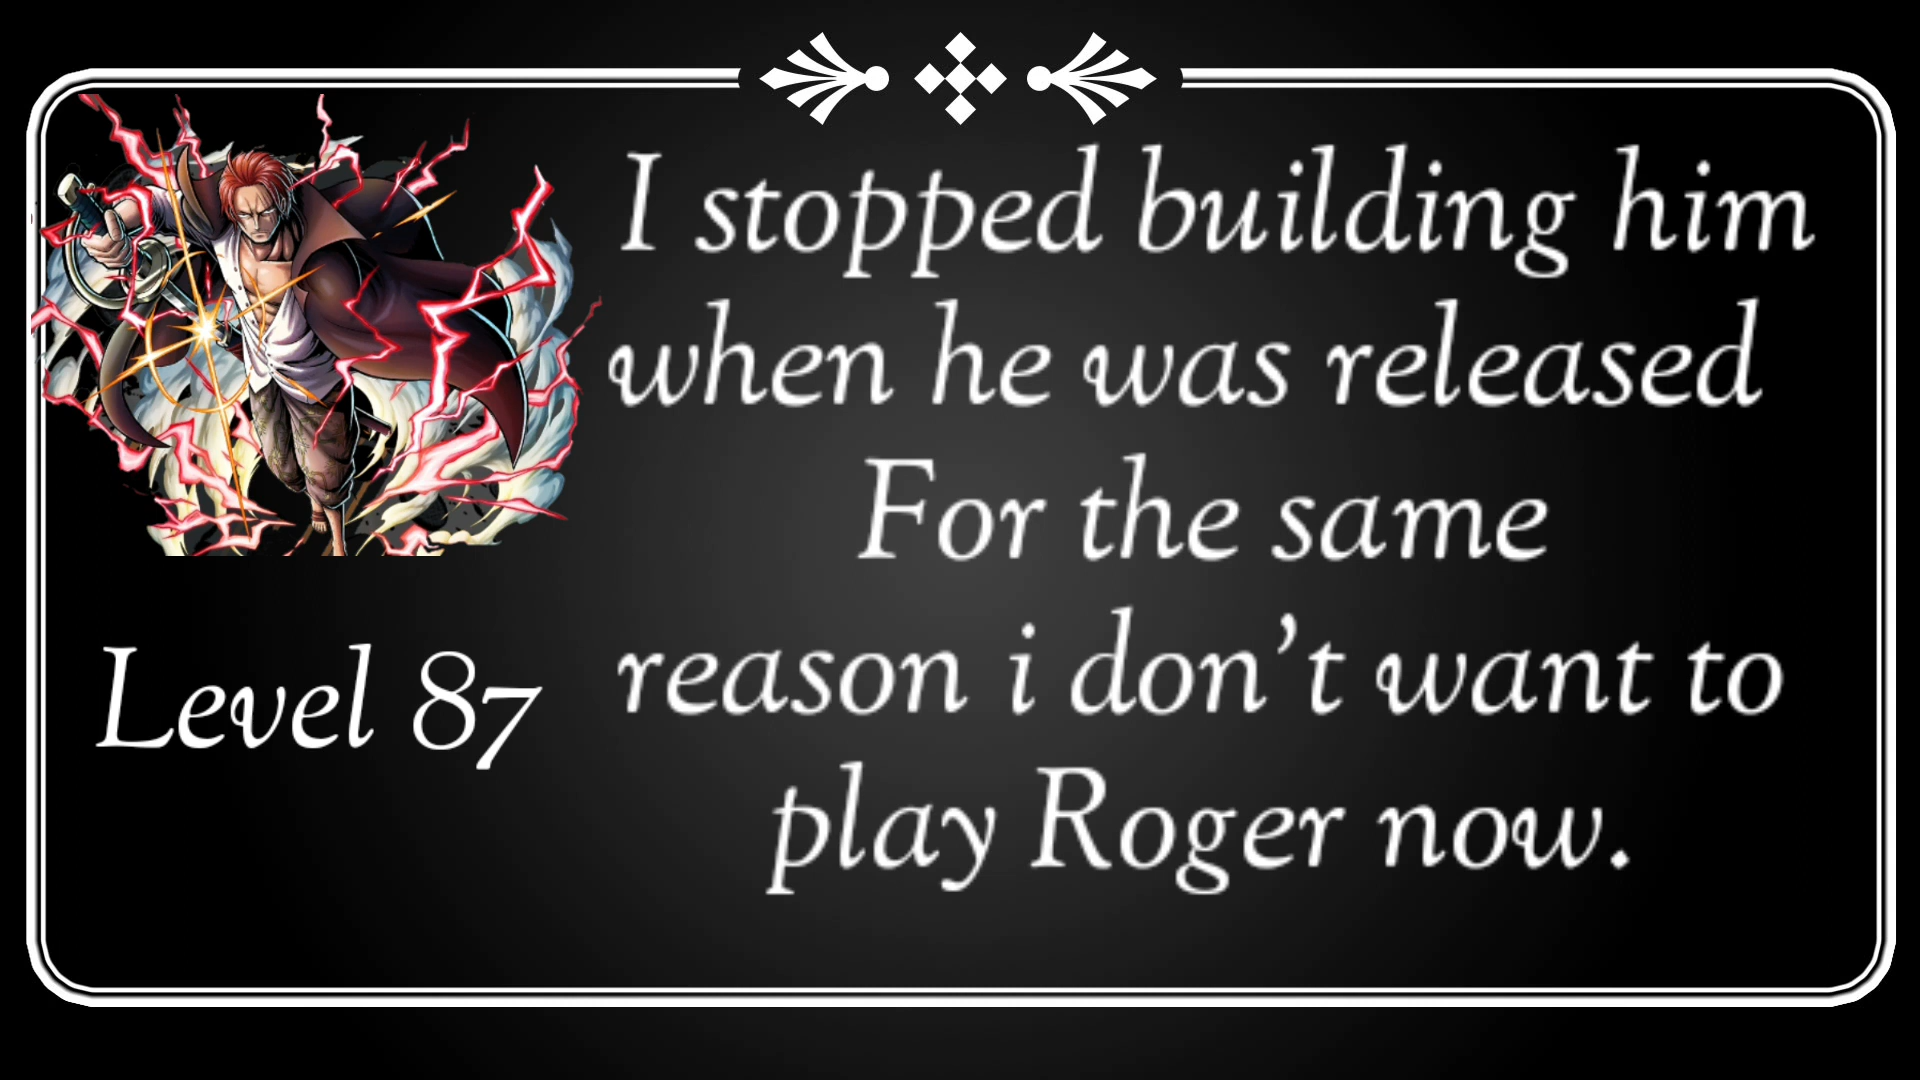 I stopped building him
when he was released
For the same
reason i don’t want to
play Roger now.
Level 87